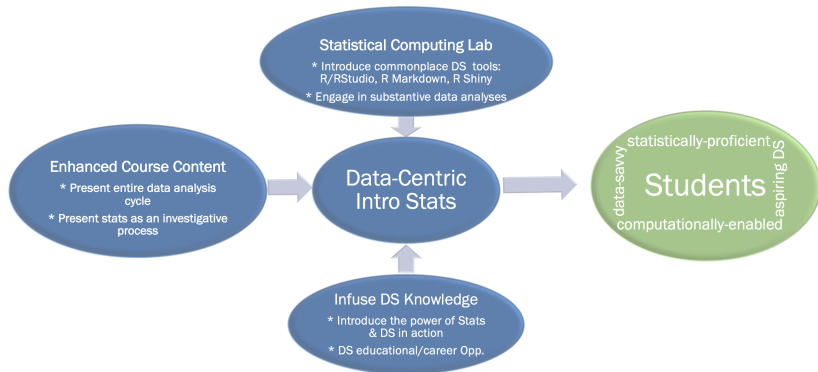 Statistical Computing Lab
* Introduce commonplace DS tools:
R/RStudio, R Markdown, R Shiny
* Engage in substantive data analyses
Enhanced Course Content
* Present entire data analysis
cycle
* Present stats as an investigative
process
Data-Centric
Intro Stats
Infuse DS Knowledge
* Introduce the power of Stats
& DS in action
* DS educational/career Opp.
statistically-proficient
data-savvy
Students
aspiring DS
computationally-enabled